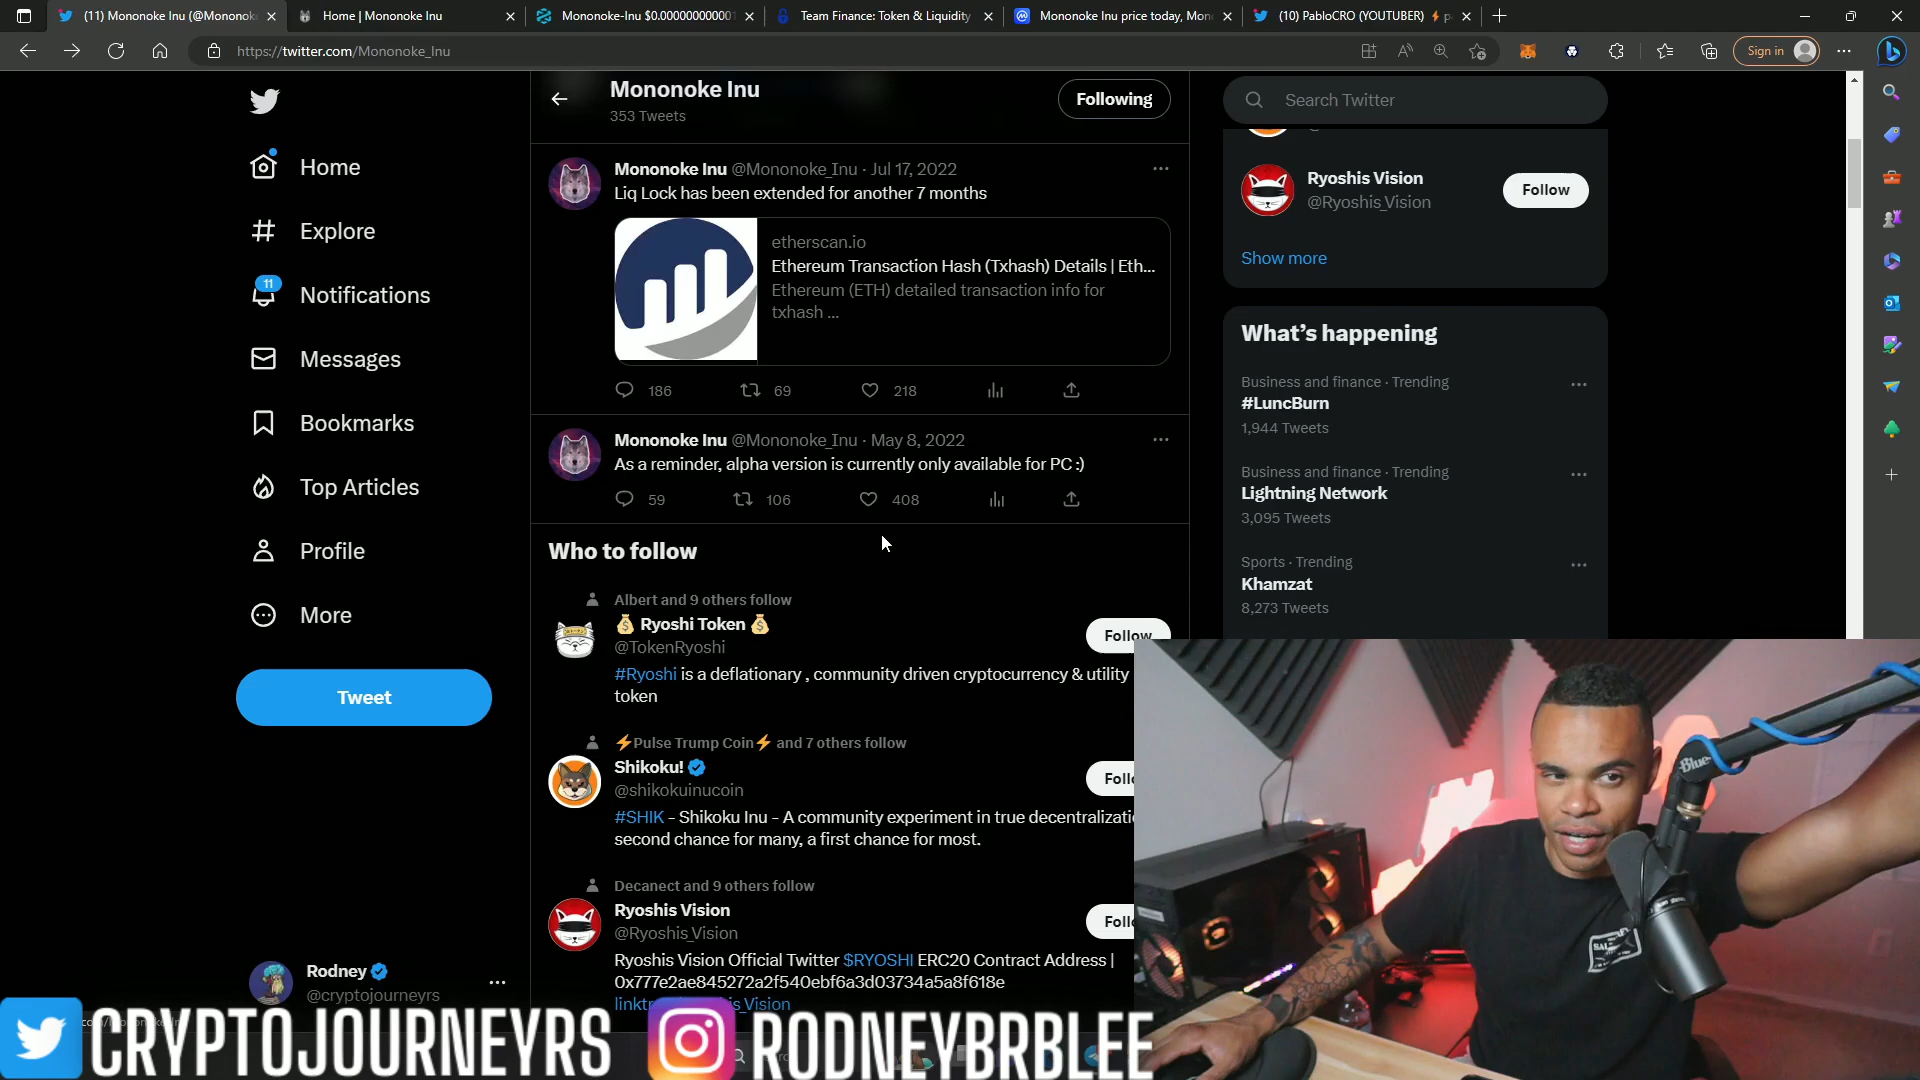 (11) Mononoke Inu (@Mononok
Home | Mononoke Inu
Mononoke-Inu $0.000000000001
Team Finance: Token & Liquidity
Mononoke Inu price today, Mon
(10) PabloCRO (YOUTUBER)
https://twitter.com/Mononoke_Inu
Sign in
Home
Explore
11
Notifications
Messages
Bookmarks
Top Articles
Profile
More
Tweet
Rodney
@cryptojourneyrs
Mononoke Inu
353 Tweets
Following
Mononoke Inu @Mononoke_Inu · Jul 17, 2022
Liq Lock has been extended for another 7 months
etherscan.io
Ethereum Transaction Hash (Txhash) Details | Eth...
Ethereum (ETH) detailed transaction info for
txhash ...
186 69 218
Mononoke Inu @Mononoke_Inu · May 8, 2022
As a reminder, alpha version is currently only available for PC :)
59 106 408
Who to follow
Albert and 9 others follow
💰 Ryoshi Token 💰
@TokenRyoshi
Follow
#Ryoshi is a deflationary , community driven cryptocurrency & utility
token
⚡Pulse Trump Coin⚡ and 7 others follow
Shikoku!
@shikokuinucoin
Follo
#SHIK - Shikoku Inu - A community experiment in true decentralizati
second chance for many, a first chance for most.
Decanect and 9 others follow
Ryoshis Vision
@Ryoshis_Vision
Follo
Ryoshis Vision Official Twitter $RYOSHI ERC20 Contract Address |
0x777e2ae845272a2f540ebf6a3d03734a5a8f618e
Search Twitter
Ryoshis Vision
@Ryoshis_Vision
Follow
Show more
What's happening
Business and finance · Trending
#LuncBurn
1,944 Tweets
Business and finance · Trending
Lightning Network
3,095 Tweets
Sports · Trending
Khamzat
8,273 Tweets
Blue
CRYPTOJOURNEYRS
RODNEYBRBLEE